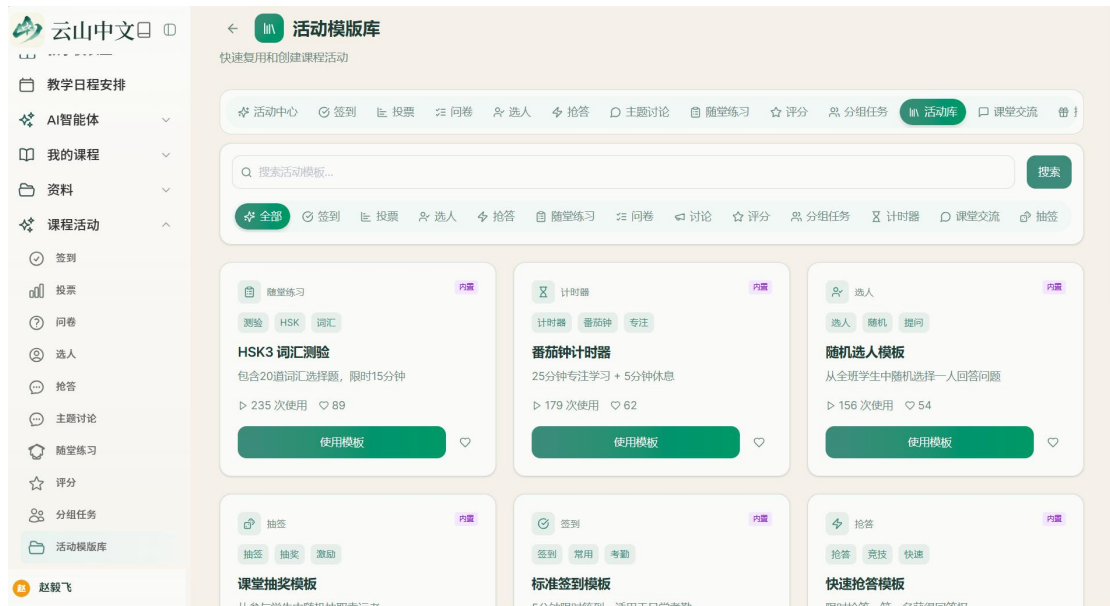 云山中文
教学日程安排
AI智能体
我的课程
资料
课程活动
签到
投票
问卷
选人
抢答
主题讨论
随堂练习
评分
分组任务
活动模版库
赵
赵毅飞
活动模版库
快速复用和创建课程活动
活动中心 签到 投票 问卷 选人 抢答 主题讨论 随堂练习 评分 分组任务 活动库 课堂交流
搜索活动模板... 搜索
全部 签到 投票 选人 抢答 随堂练习 问卷 讨论 评分 分组任务 计时器 课堂交流 抽签
随堂练习 内置
测验 HSK 词汇
HSK3 词汇测验
包含20道词汇选择题，限时15分钟
235 次使用 89
使用模板
计时器 内置
计时器 番茄钟 专注
番茄钟计时器
25分钟专注学习 + 5分钟休息
179 次使用 62
使用模板
选人 内置
选人 随机 提问
随机选人模板
从全班学生中随机选择一人回答问题
156 次使用 54
使用模板
抽签 内置
抽签 抽奖 激励
课堂抽奖模板
签到 内置
签到 常用 考勤
标准签到模板
抢答 内置
抢答 竞技 快速
快速抢答模板